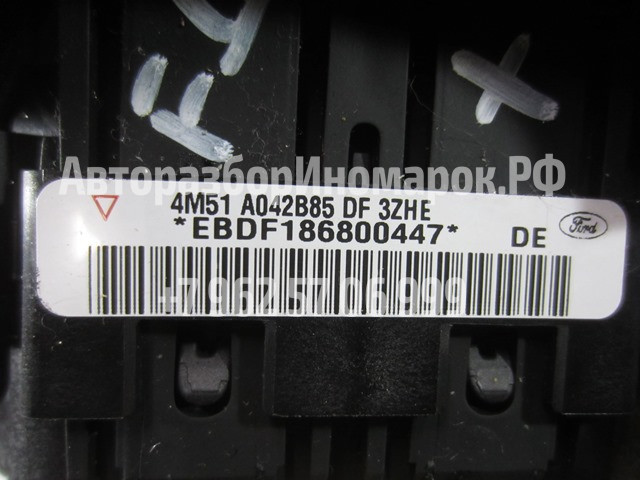 АвторазборИномарок.РФ
4M51 A042B85 DF 3ZHE
*EBDF186800447* DE Ford
+7 962 57 06 999